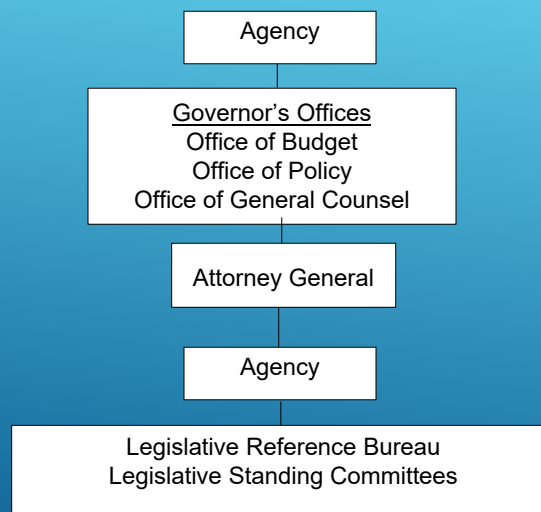 Agency
Governor’s Offices
Office of Budget
Office of Policy
Office of General Counsel
Attorney General
Agency
Legislative Reference Bureau
Legislative Standing Committees